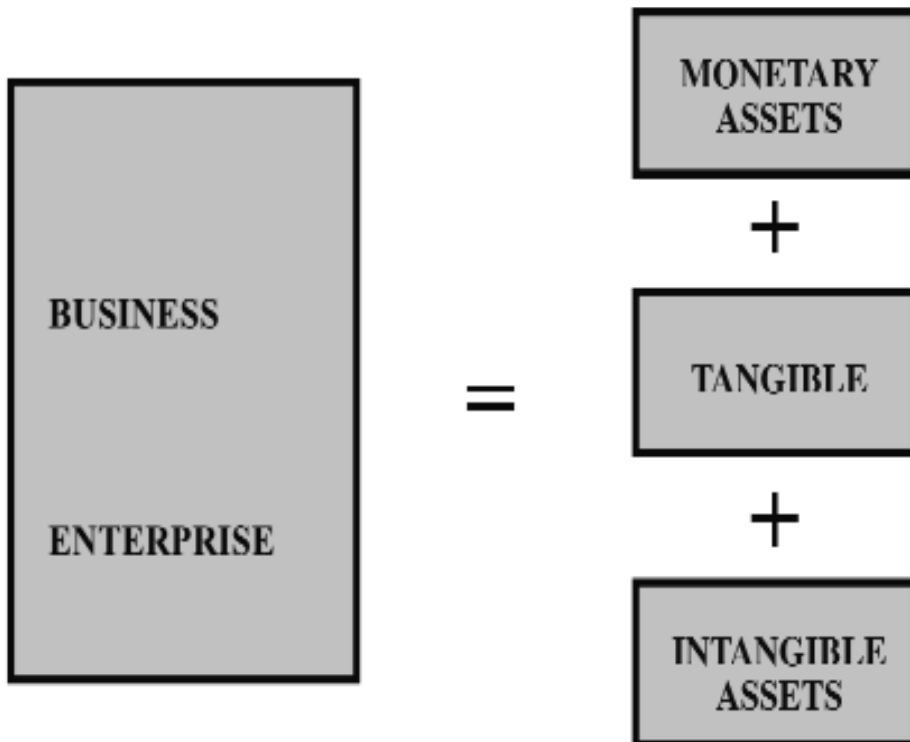 BUSINESS
ENTERPRISE
=
MONETARY
ASSETS
+
TANGIBLE
+
INTANGIBLE
ASSETS